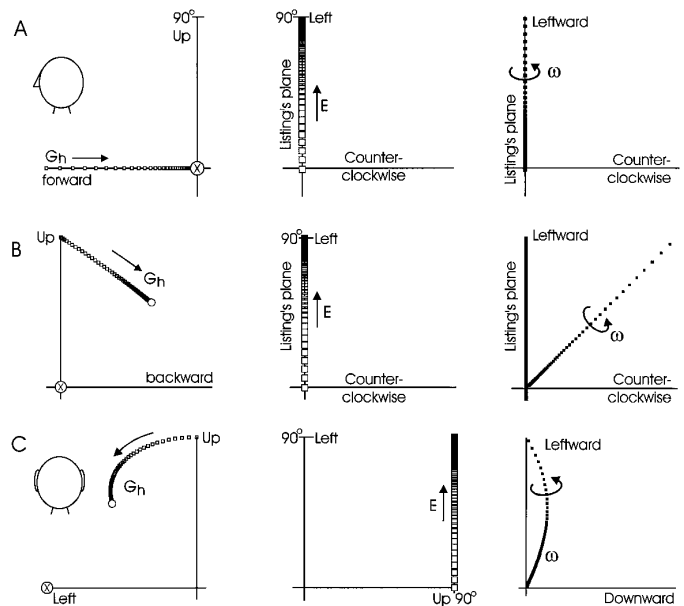 A
90°
Up
Gh
forward
90°
Left
Listing's plane
E
Counter-
clockwise
Leftward
ω
Listing's plane
Counter-
clockwise
B
Up
Gh
backward
90°
Left
Listing's plane
E
Counter-
clockwise
Leftward
Listing's plane
ω
Counter-
clockwise
C
Up
Gh
Left
90°
Left
E
Up 90°
Leftward
ω
Downward